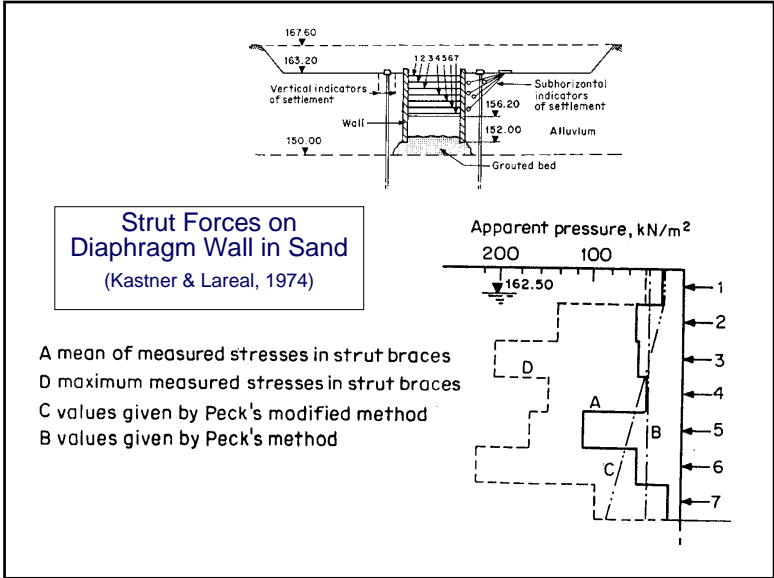 167.60
163.20
1 2 3 4 5 6 7
Vertical indicators
of settlement
Subhorizontal
indicators
of settlement
156.20
Wall
152.00
Alluvium
150.00
Grouted bed
Strut Forces on
Diaphragm Wall in Sand
(Kastner & Lareal, 1974)
A mean of measured stresses in strut braces
D maximum measured stresses in strut braces
C values given by Peck's modified method
B values given by Peck's method
Apparent pressure, kN/m²
200 100
162.50
1
2
3
D
4
A
B
5
C
6
7